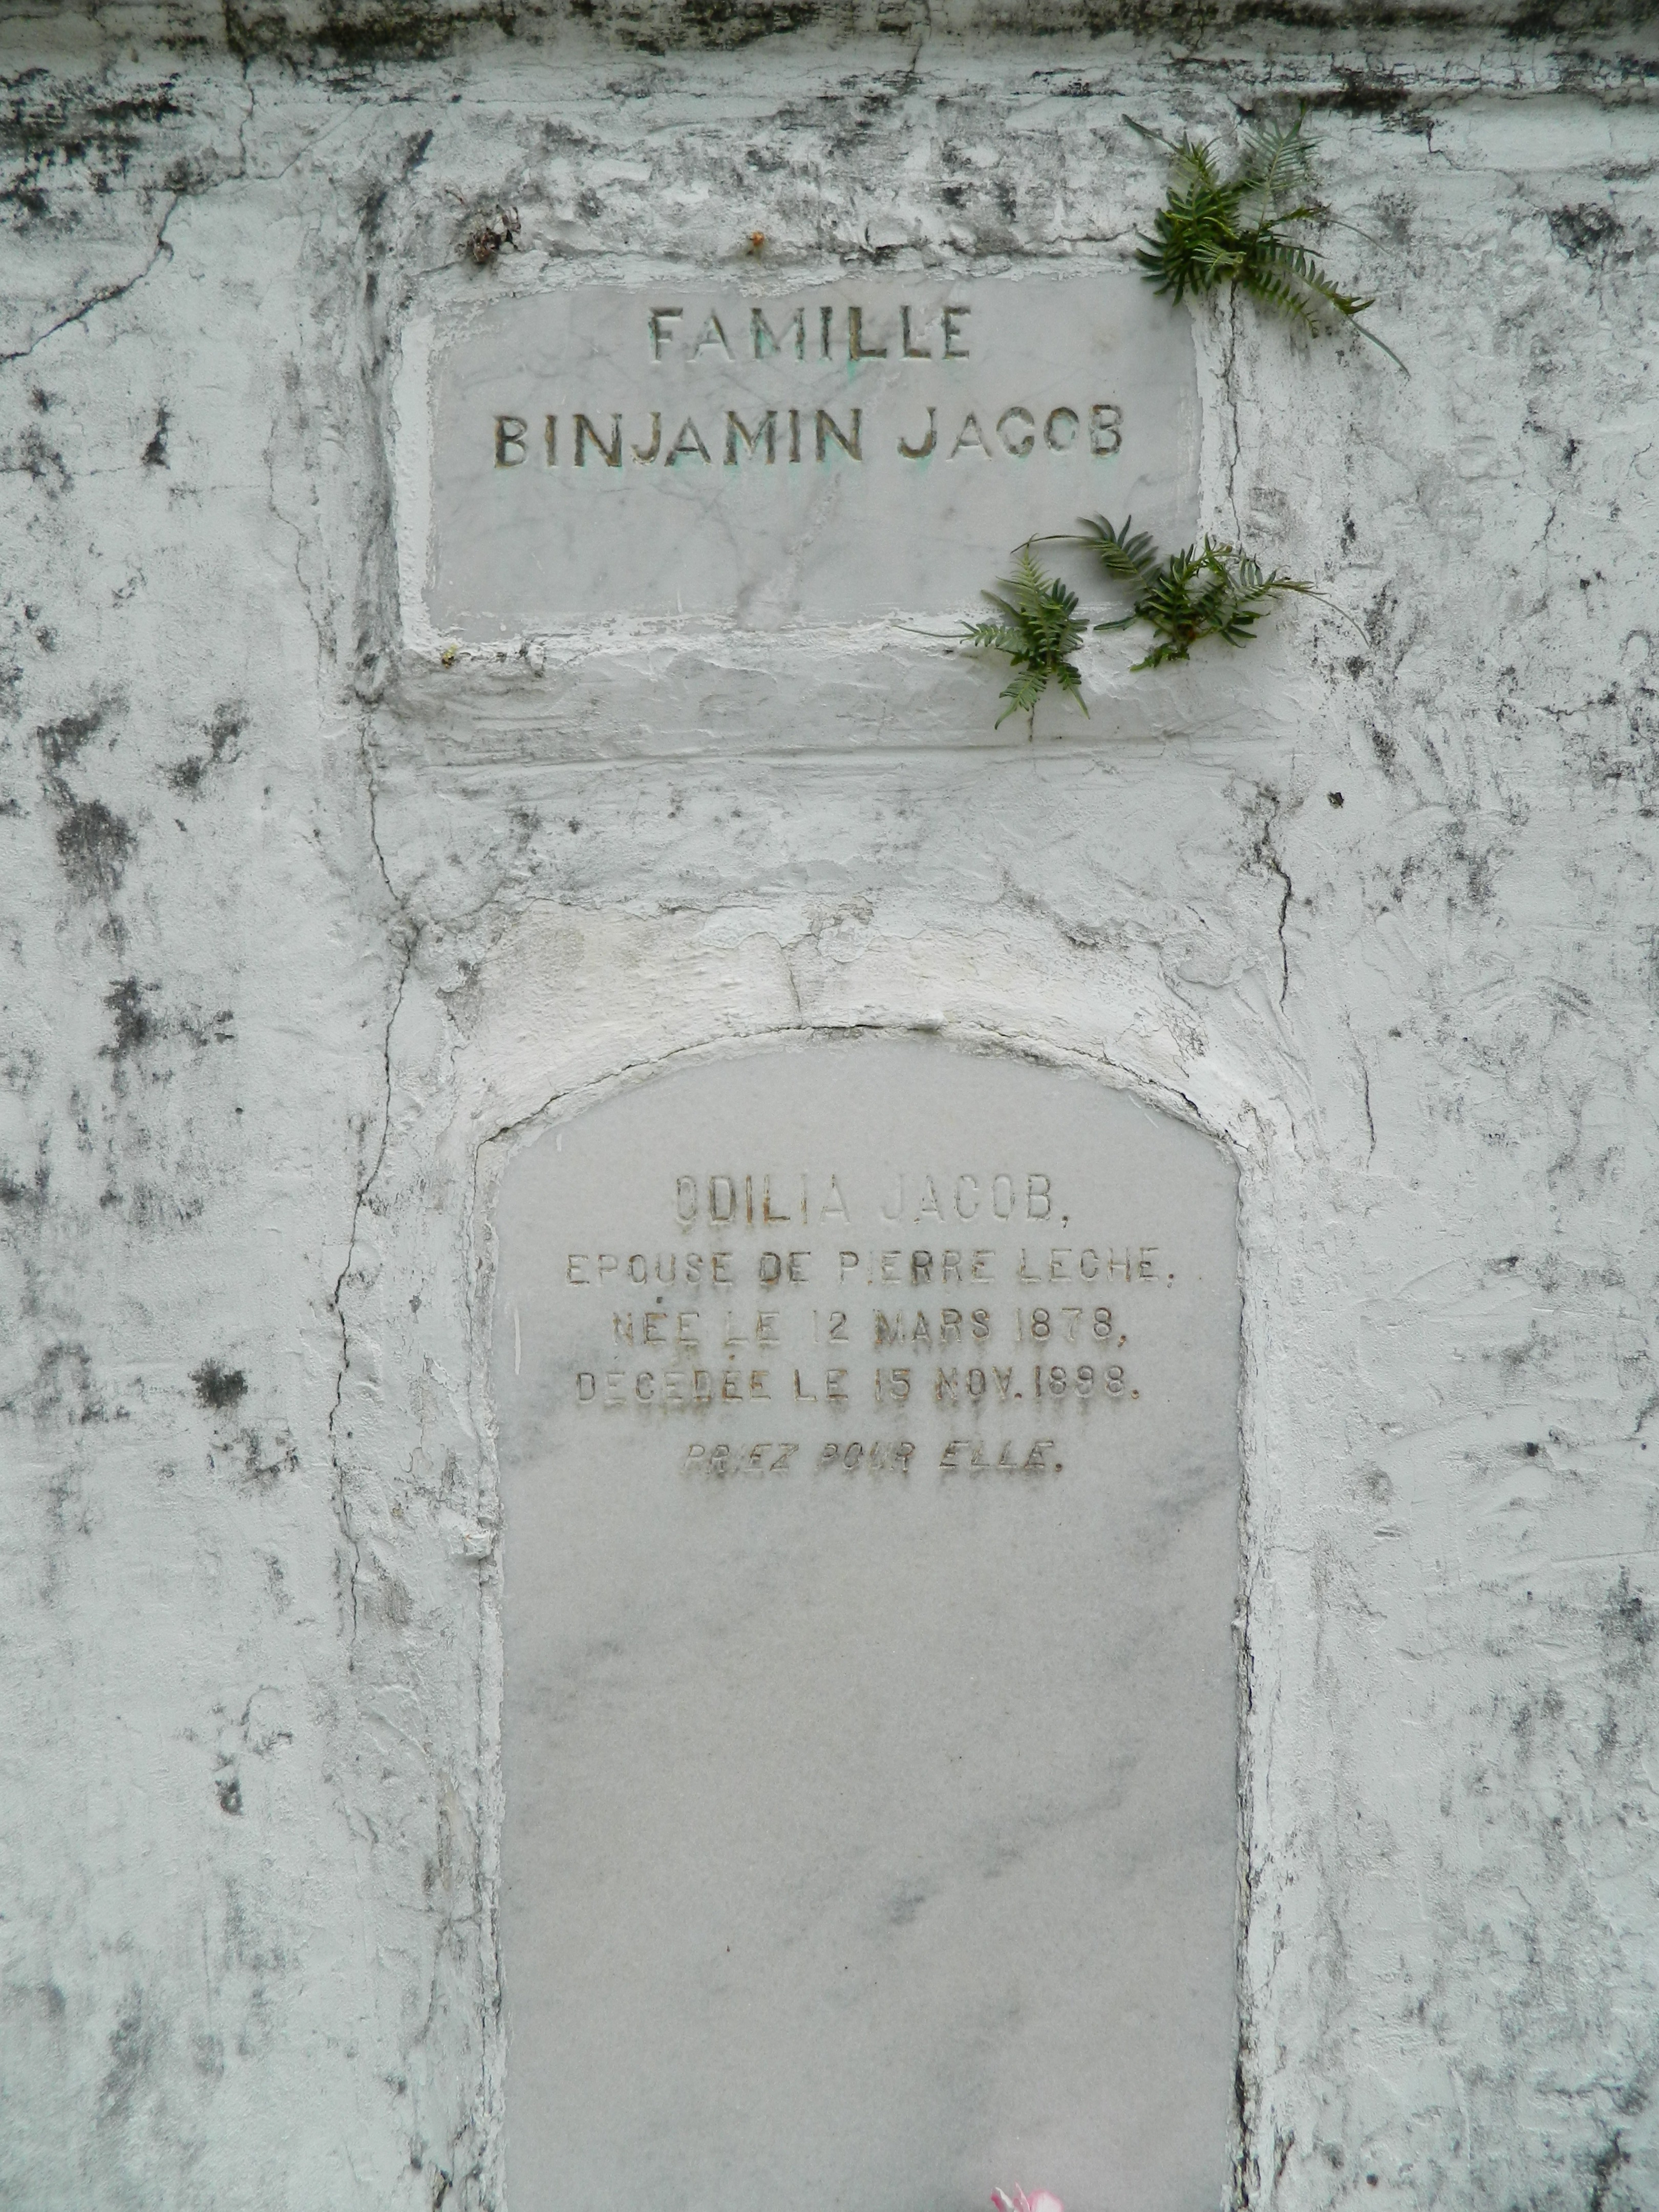 FAMILLE
BINJAMIN JACOB
ODILIA JACOB,
EPOUSE DE PIERRE LECHE,
NÉE LE 12 MARS 1878,
DÉCÉDÉE LE 15 NOV. 1898.
PRIEZ POUR ELLE.